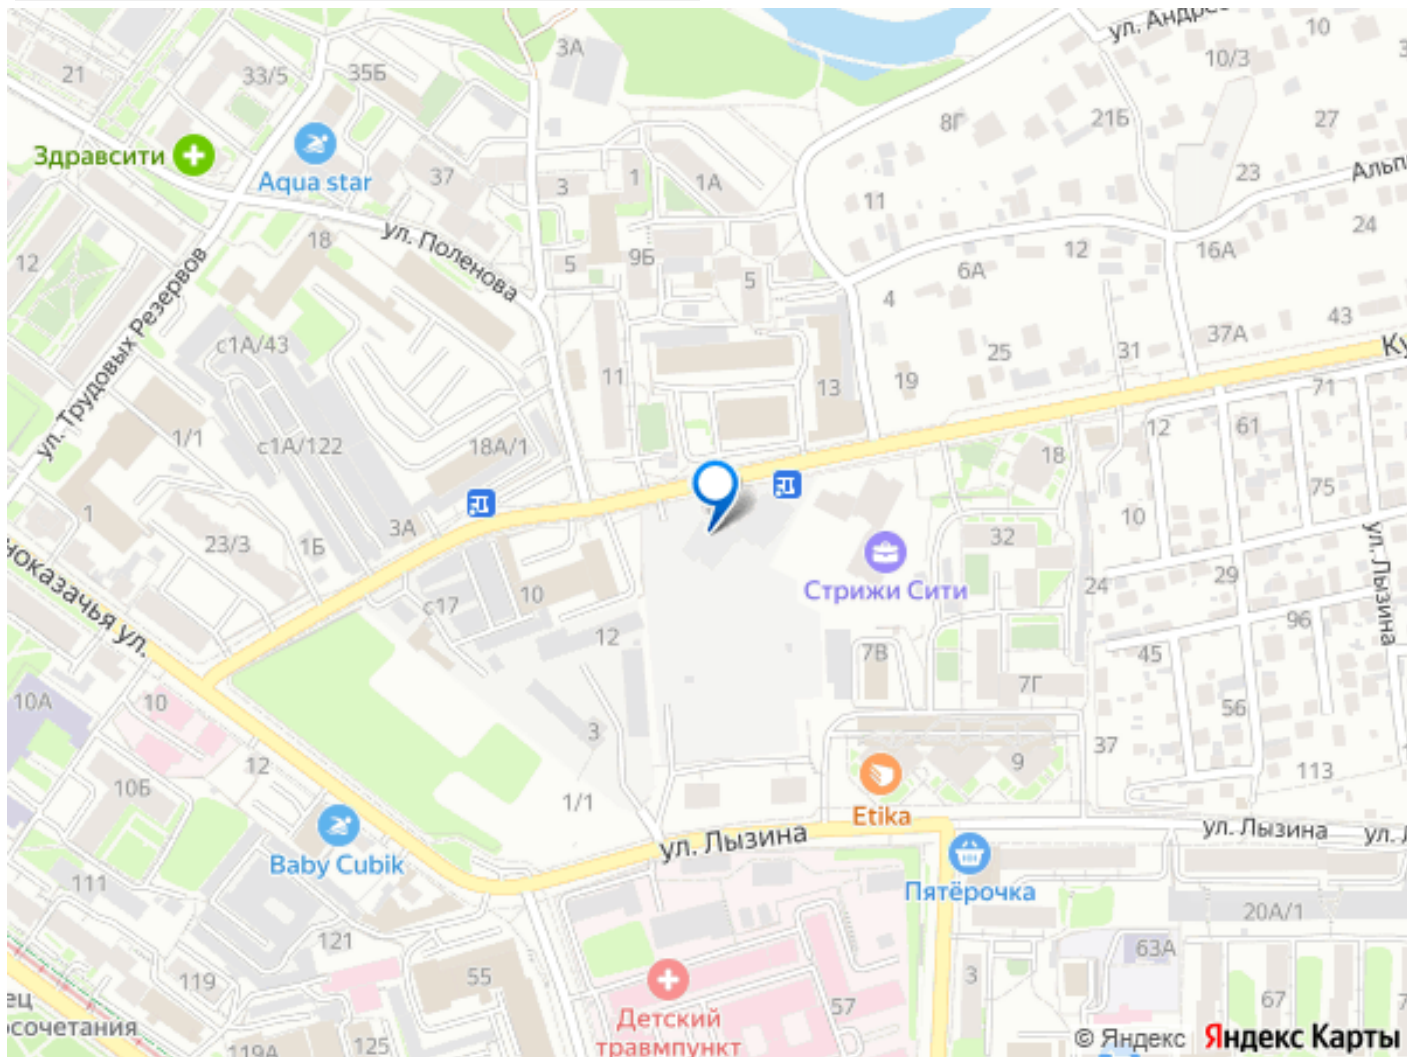 ул. Андрее
10
3А
21
33/5
35Б
10/3
8Г
21Б
27
Здравсити
Aqua star
37
3
1
1А
23
Альп
11
12
18
ул. Поленова
5
9Б
5
6А
12
16А
24
ул. Трудовых Резервов
с1А/43
4
43
37А
Ку
31
25
11
13
19
71
1/1
с1А/122
18А/1
12
61
18
75
1
3А
10
23/3
1Б
32
ул. Лызина
ноказачья ул.
Стрижи Сити
с17
10
24
29
12
96
7В
45
10А
10
7Г
56
3
37
12
9
113
10Б
1/1
Etika
ул. Лызина
ул. Лызина
ул. Л
Baby Cubik
Пятёрочка
111
20А/1
121
63А
119
55
3
ец
осочетания
57
67
7
Детский
травмпункт
119А
125
© Яндекс Яндекс Карты